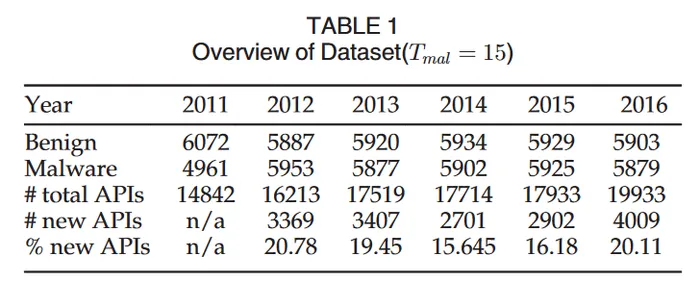 TABLE 1
Overview of Dataset(T_mal = 15)
Year 2011 2012 2013 2014 2015 2016
Benign 6072 5887 5920 5934 5929 5903
Malware 4961 5953 5877 5902 5925 5879
# total APIs 14842 16213 17519 17714 17933 19933
# new APIs n/a 3369 3407 2701 2902 4009
% new APIs n/a 20.78 19.45 15.645 16.18 20.11